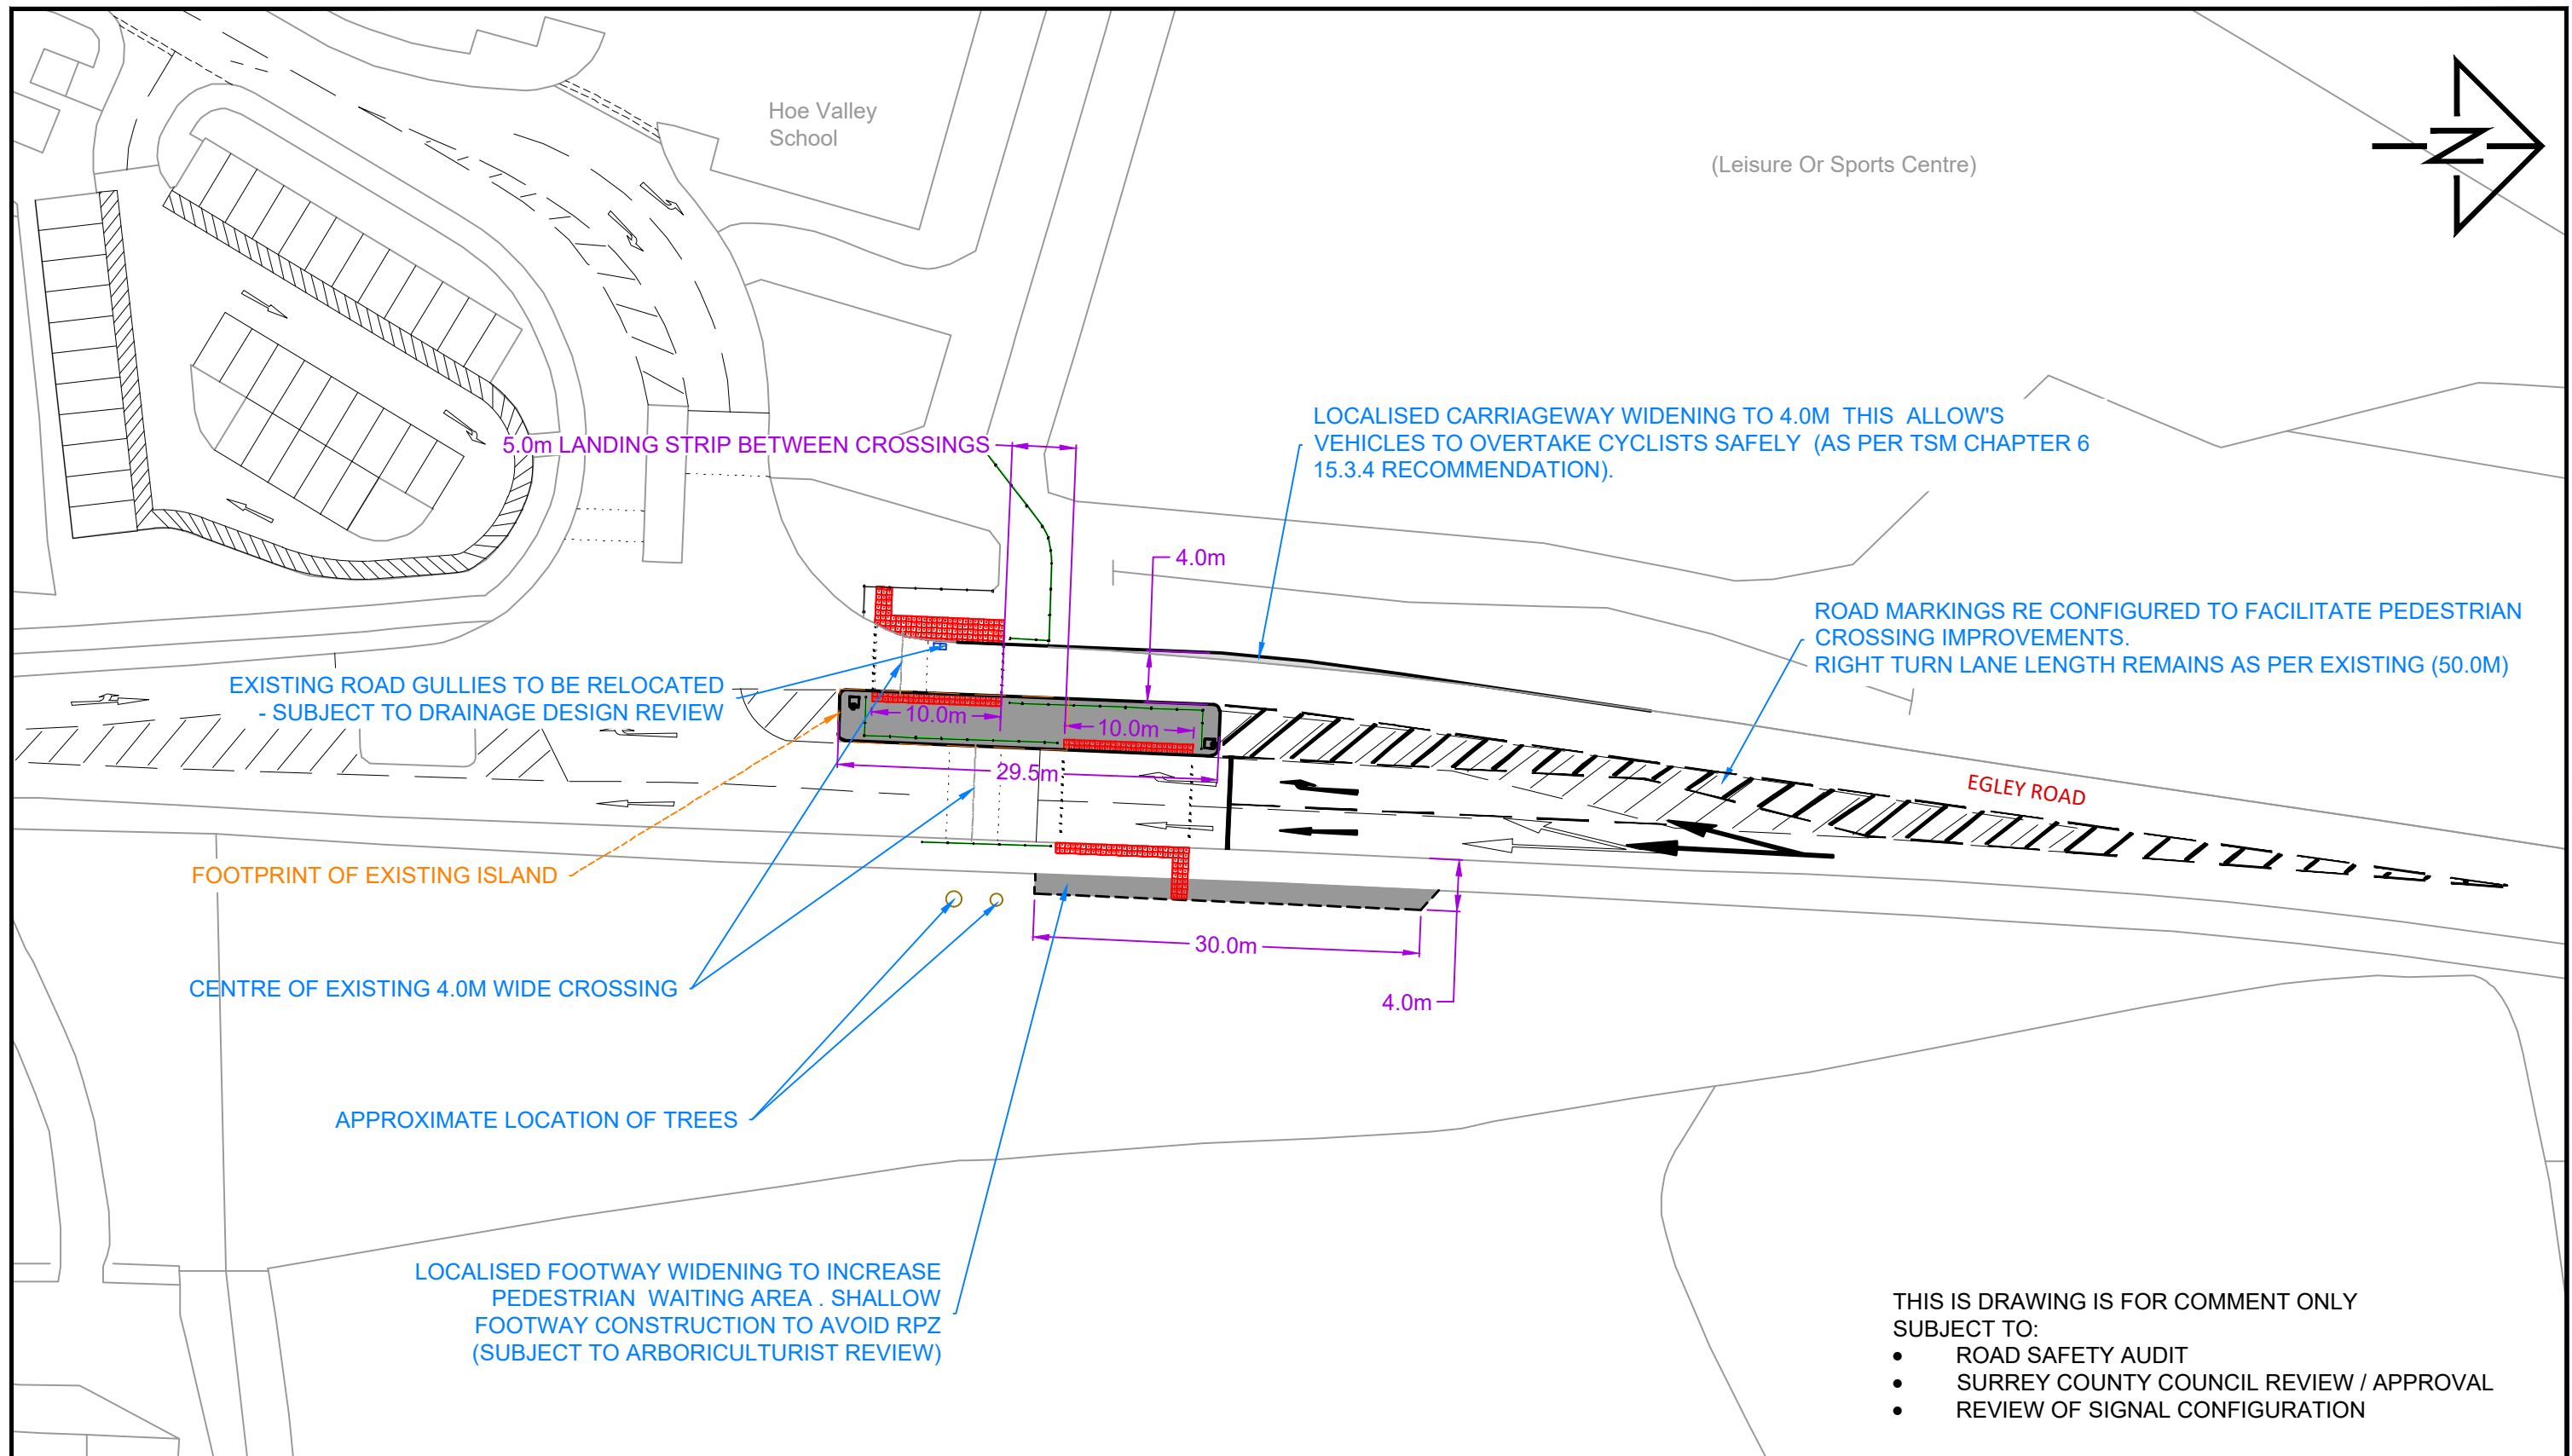 Hoe Valley
School
(Leisure Or Sports Centre)
N
LOCALISED CARRIAGEWAY WIDENING TO 4.0M THIS ALLOW'S
VEHICLES TO OVERTAKE CYCLISTS SAFELY (AS PER TSM CHAPTER 6
15.3.4 RECOMMENDATION).
5.0m LANDING STRIP BETWEEN CROSSINGS
4.0m
ROAD MARKINGS RE CONFIGURED TO FACILITATE PEDESTRIAN
CROSSING IMPROVEMENTS.
RIGHT TURN LANE LENGTH REMAINS AS PER EXISTING (50.0M)
EXISTING ROAD GULLIES TO BE RELOCATED
- SUBJECT TO DRAINAGE DESIGN REVIEW
10.0m
10.0m
29.5m
EGLEY ROAD
FOOTPRINT OF EXISTING ISLAND
30.0m
CENTRE OF EXISTING 4.0M WIDE CROSSING
4.0m
APPROXIMATE LOCATION OF TREES
LOCALISED FOOTWAY WIDENING TO INCREASE
PEDESTRIAN WAITING AREA . SHALLOW
FOOTWAY CONSTRUCTION TO AVOID RPZ
(SUBJECT TO ARBORICULTURIST REVIEW)
THIS IS DRAWING IS FOR COMMENT ONLY
SUBJECT TO:
• ROAD SAFETY AUDIT
• SURREY COUNTY COUNCIL REVIEW / APPROVAL
• REVIEW OF SIGNAL CONFIGURATION